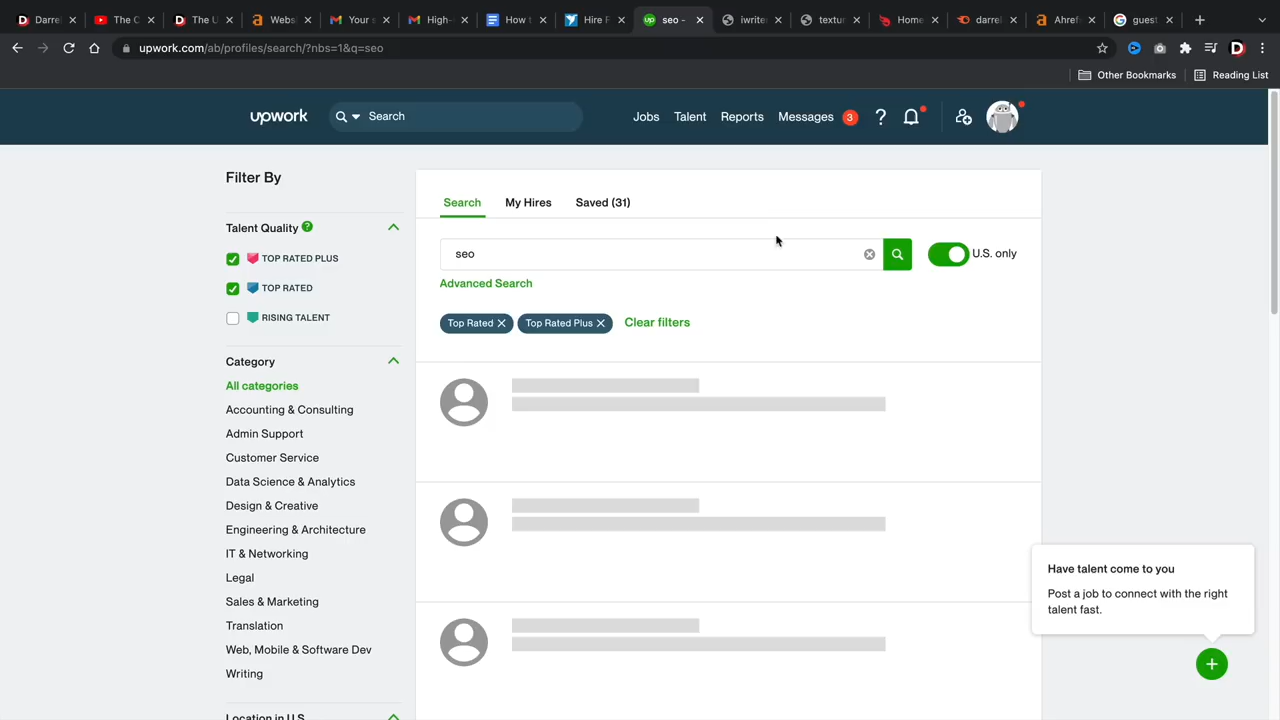 Darrel
The C
The U
Webs
Your s
High-
How t
Hire F
seo -
iwriter
textur
Home
darrel
Ahref
guest
upwork.com/ab/profiles/search/?nbs=1&q=seo
Other Bookmarks
Reading List
upwork
Search
Jobs
Talent
Reports
Messages
3
?
Filter By
Search
My Hires
Saved (31)
Talent Quality ?
TOP RATED PLUS
TOP RATED
RISING TALENT
seo
U.S. only
Advanced Search
Top Rated
Top Rated Plus
Clear filters
Category
All categories
Accounting & Consulting
Admin Support
Customer Service
Data Science & Analytics
Design & Creative
Engineering & Architecture
IT & Networking
Legal
Sales & Marketing
Translation
Web, Mobile & Software Dev
Writing
Location in U.S.
Have talent come to you
Post a job to connect with the right
talent fast.